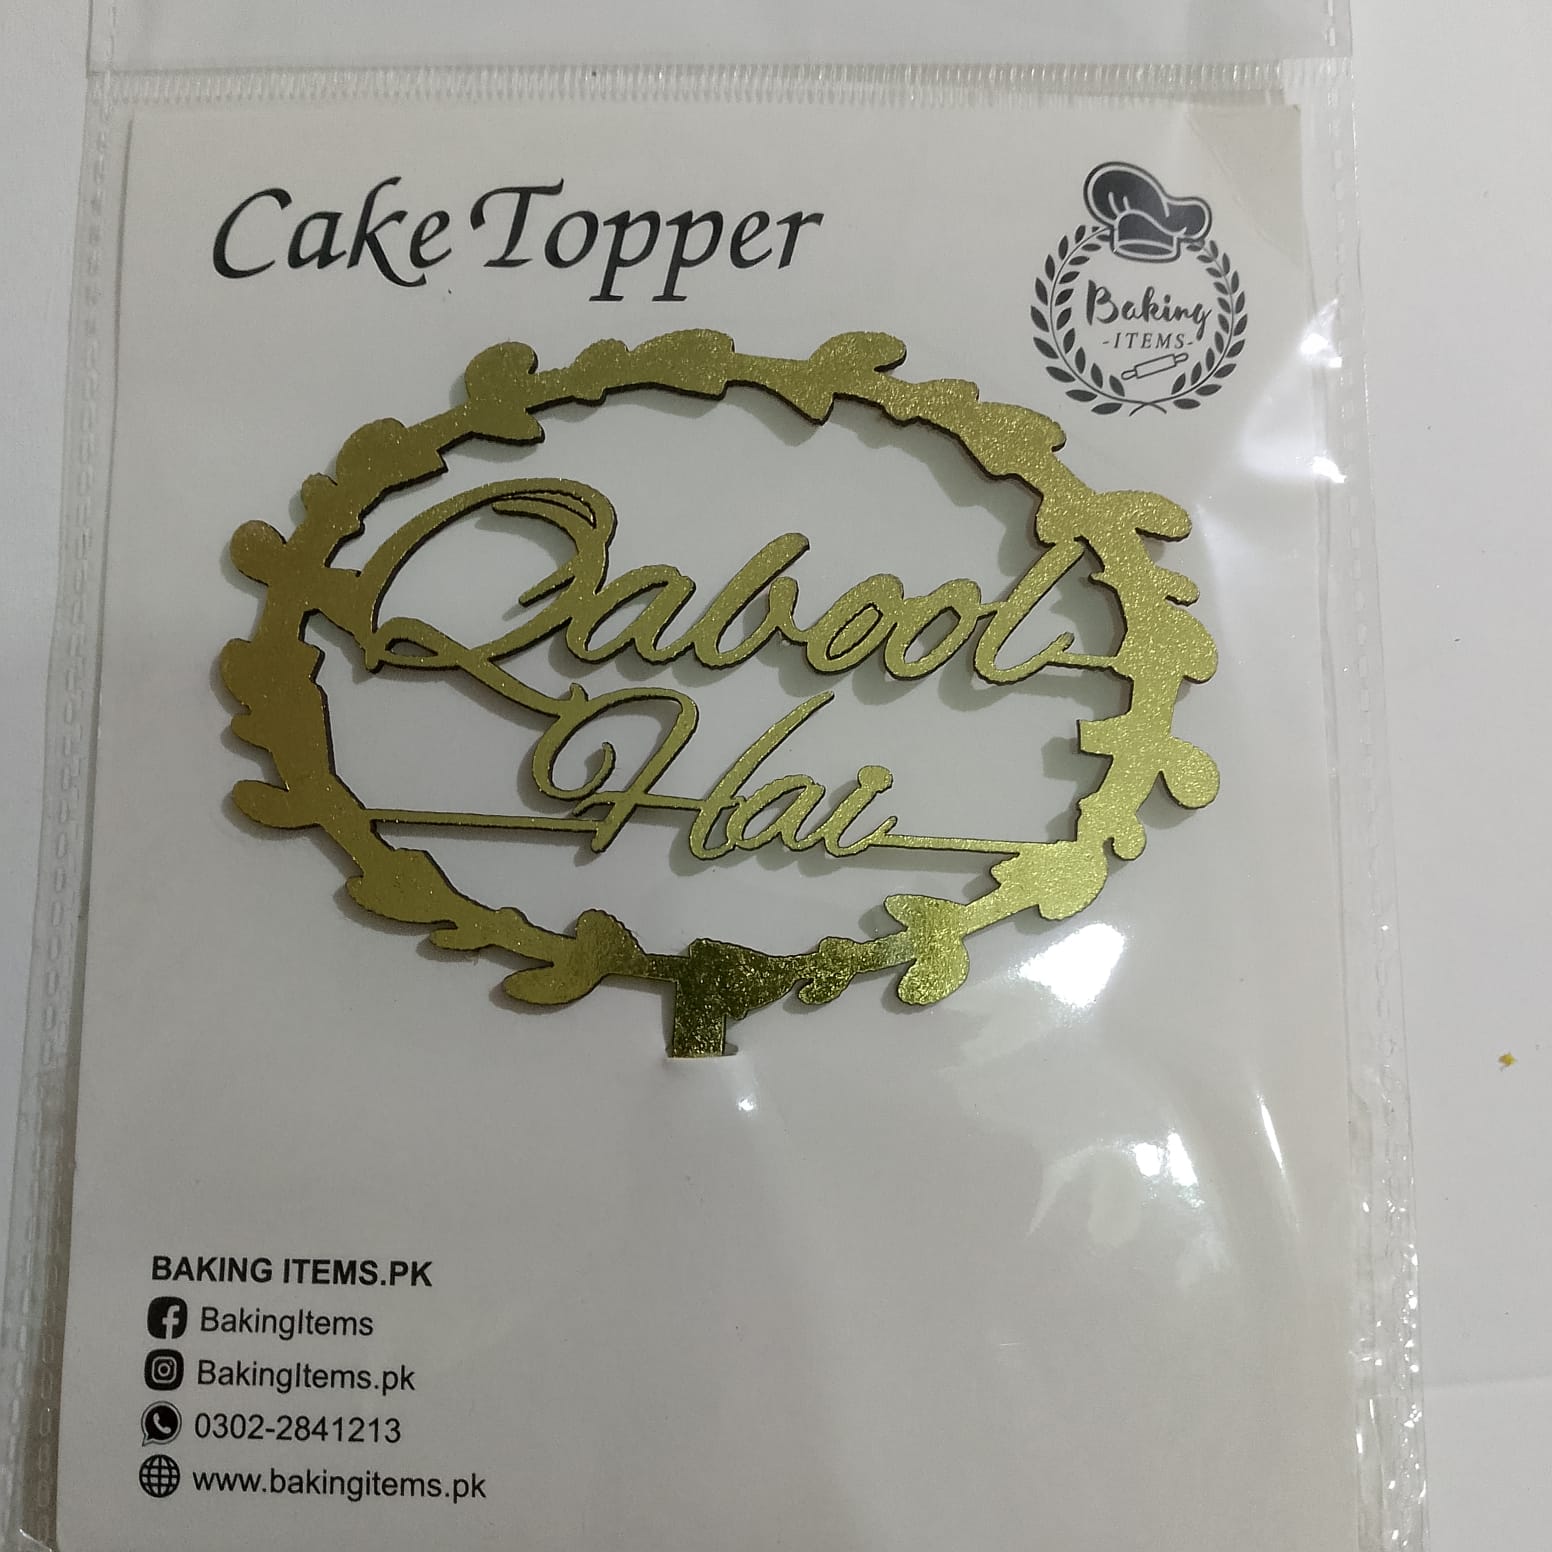 Cake Topper
Baking
-ITEMS-
Qabool
Hai
BAKING ITEMS.PK
BakingItems
BakingItems.pk
0302-2841213
www.bakingitems.pk